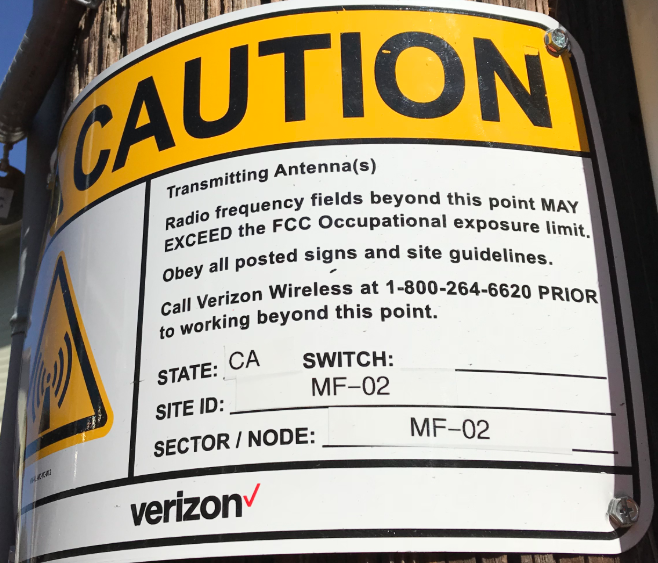 CAUTION
Transmitting Antenna(s)
Radio frequency fields beyond this point MAY
EXCEED the FCC Occupational exposure limit.
Obey all posted signs and site guidelines.
Call Verizon Wireless at 1-800-264-6620 PRIOR
to working beyond this point.
STATE: CA SWITCH:
SITE ID: MF-02
SECTOR / NODE: MF-02
verizon